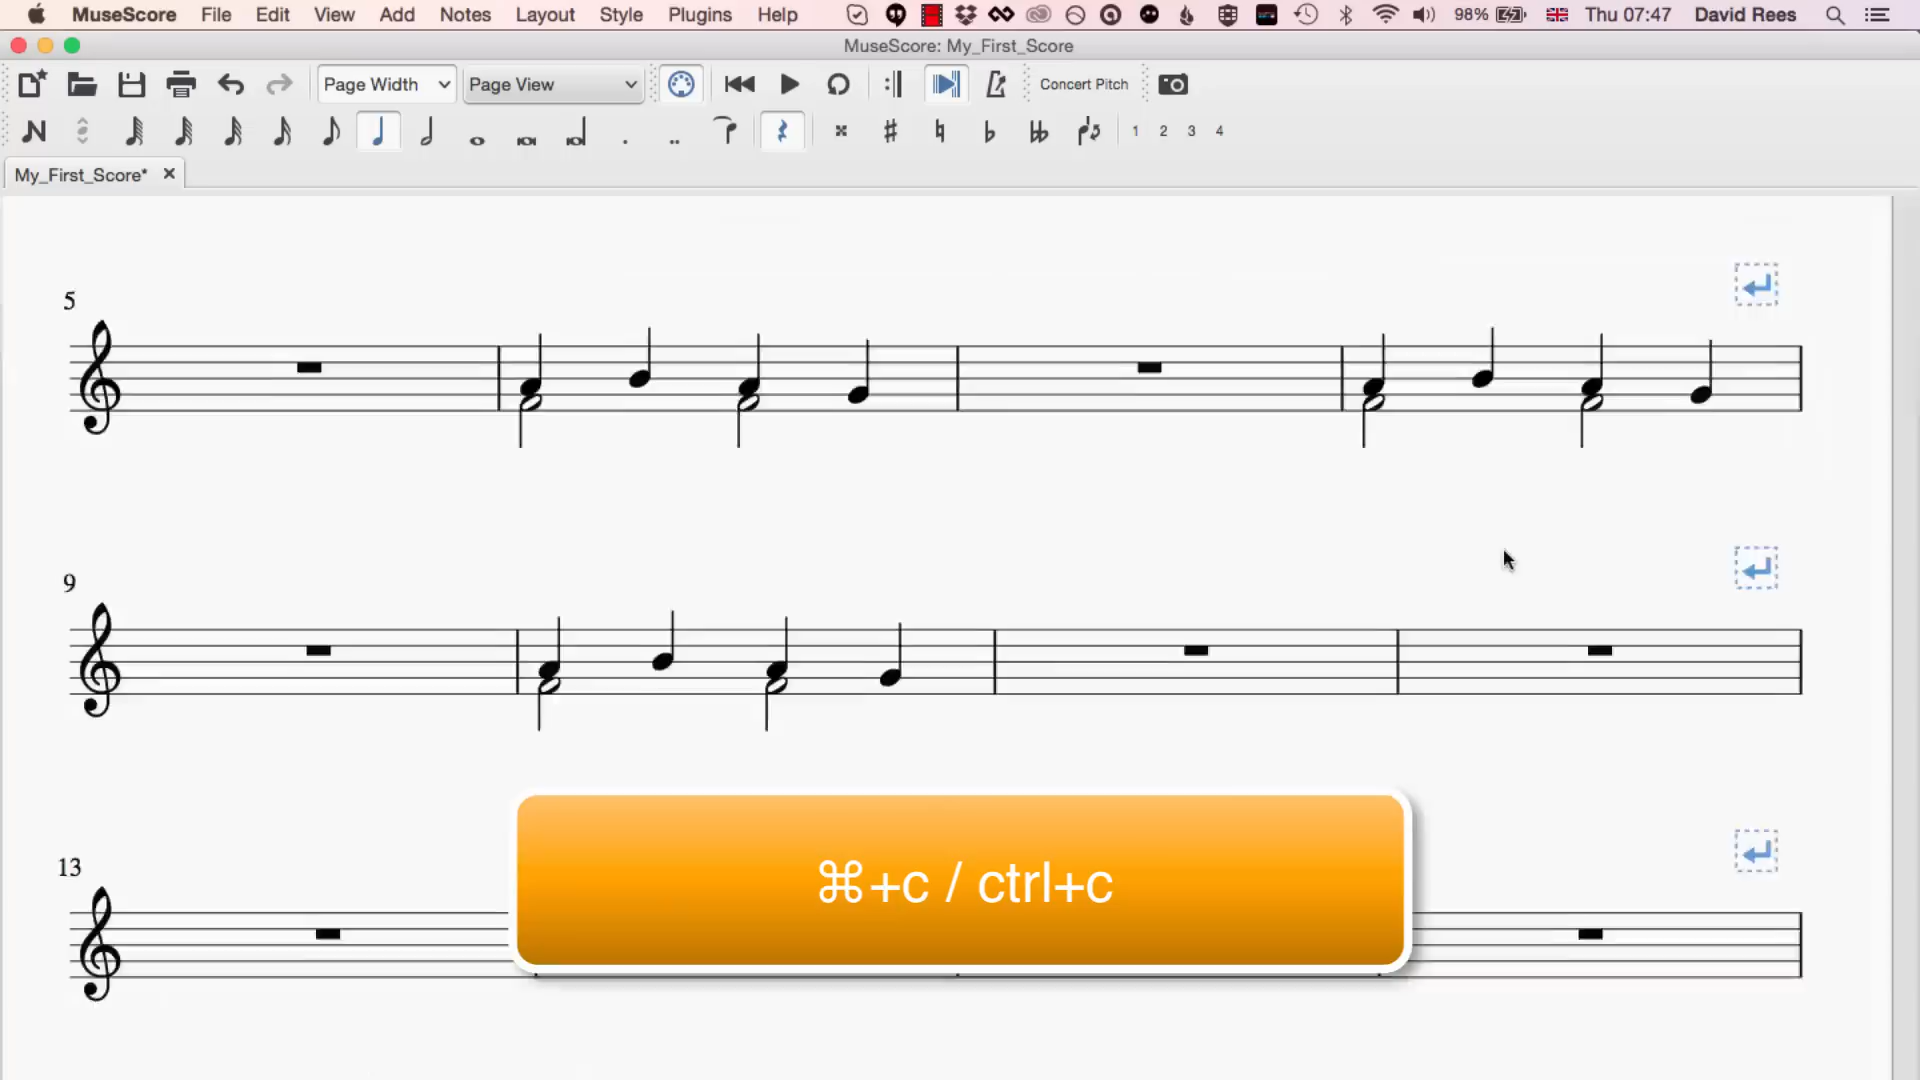 MuseScore File Edit View Add Notes Layout Style Plugins Help 98% Thu 07:47 David Rees
MuseScore: My_First_Score
Page Width Page View Concert Pitch
1 2 3 4
My_First_Score*
5
9
13
⌘+c / ctrl+c